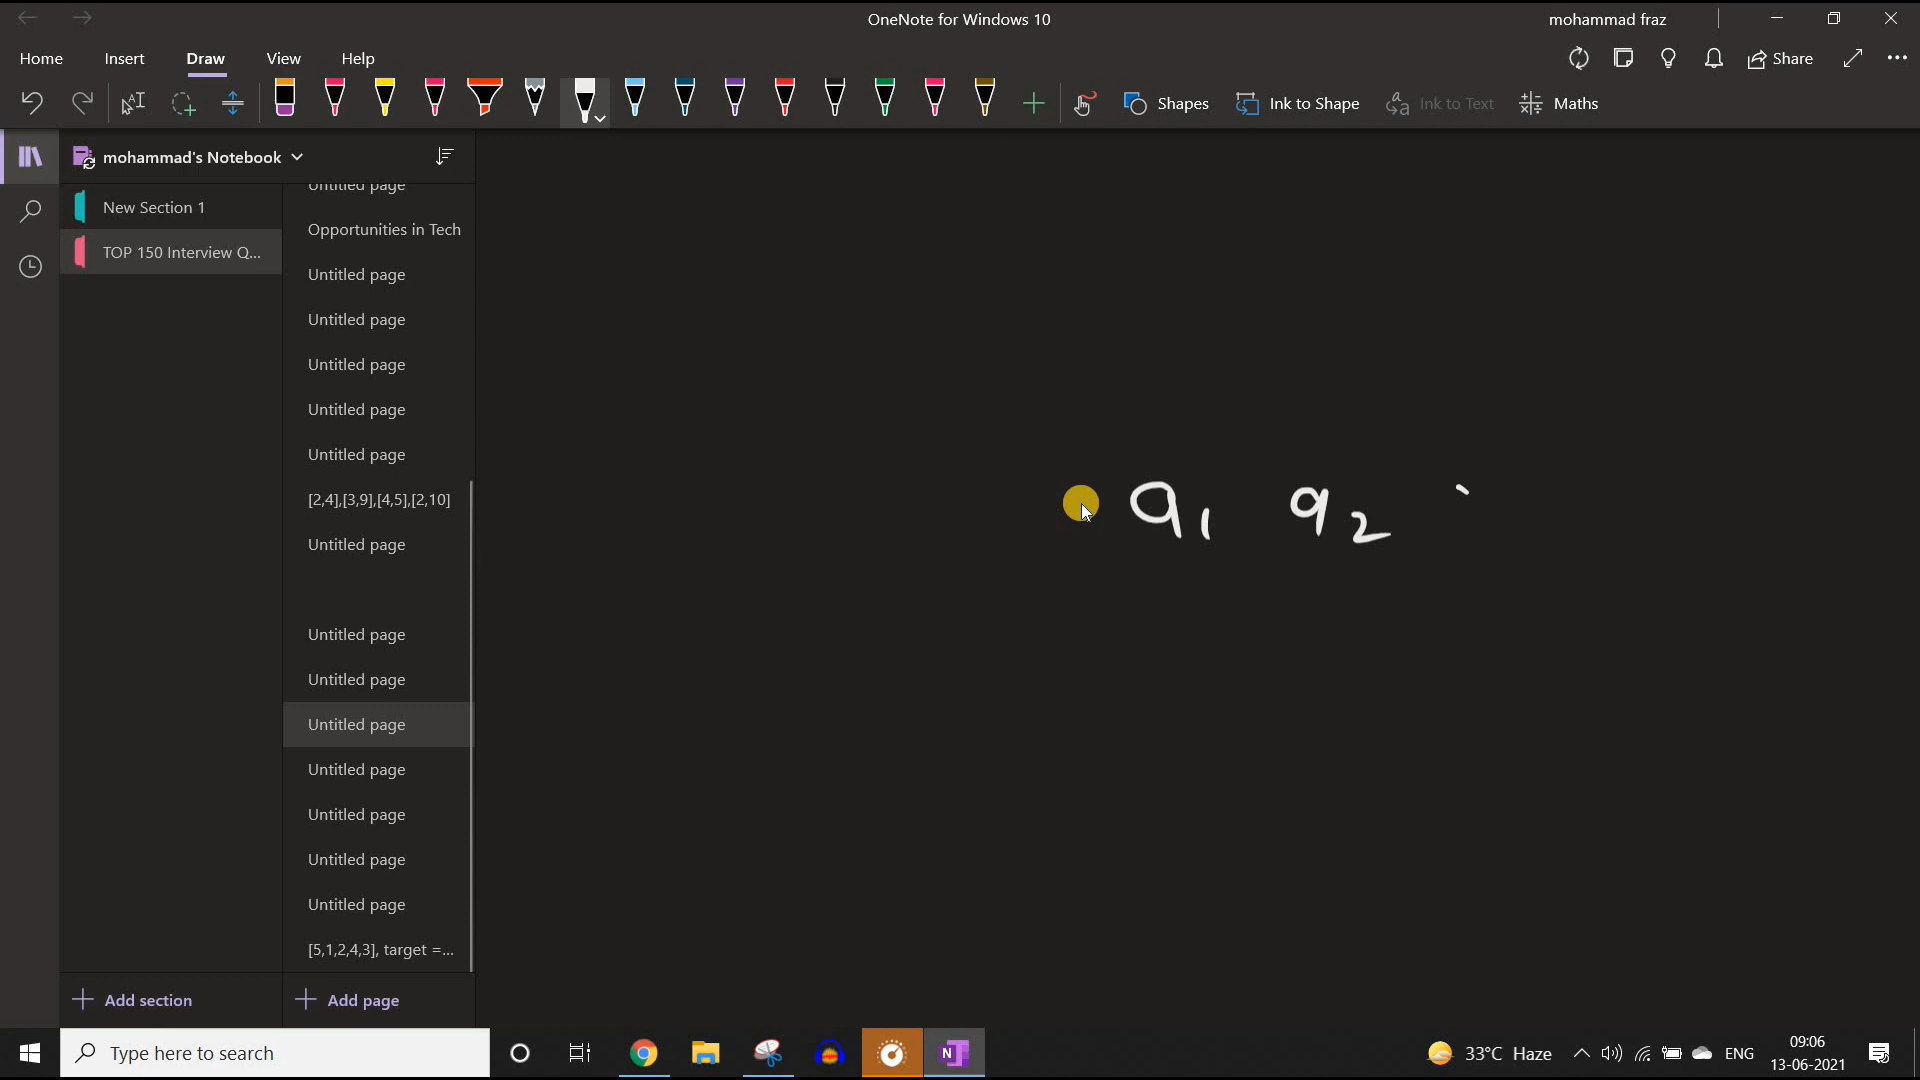 OneNote for Windows 10
mohammad fraz
Home Insert Draw View Help
Share
Shapes Ink to Shape Ink to Text Maths
mohammad's Notebook
New Section 1
TOP 150 Interview Q...
Untitled page
Opportunities in Tech
Untitled page
Untitled page
Untitled page
Untitled page
Untitled page
[2,4],[3,9],[4,5],[2,10]
Untitled page
Untitled page
Untitled page
Untitled page
Untitled page
Untitled page
Untitled page
Untitled page
[5,1,2,4,3], target =...
a1 a2
Add section
Add page
Type here to search
33°C Haze
ENG
09:06
13-06-2021